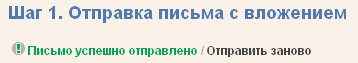 Шаг 1. Отправка письма с вложением
Письмо успешно отправлено / Отправить заново